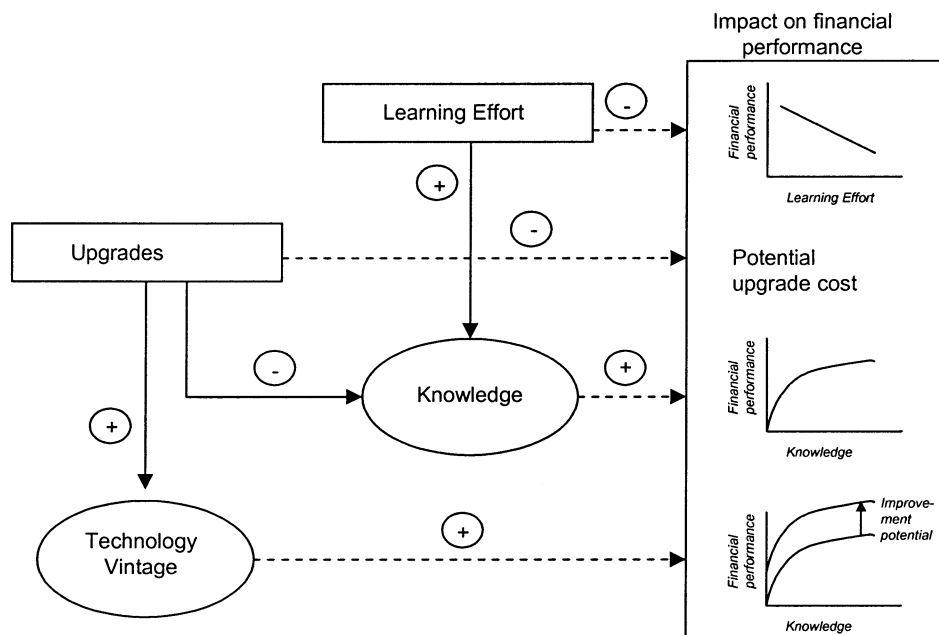 Impact on financial
performance
Learning Effort
-
Financial
performance
Learning Effort
+
Upgrades
-
Potential
upgrade cost
-
Knowledge
+
Financial
performance
Knowledge
+
Technology
Vintage
+
Improve-
ment
potential
Financial
performance
Knowledge